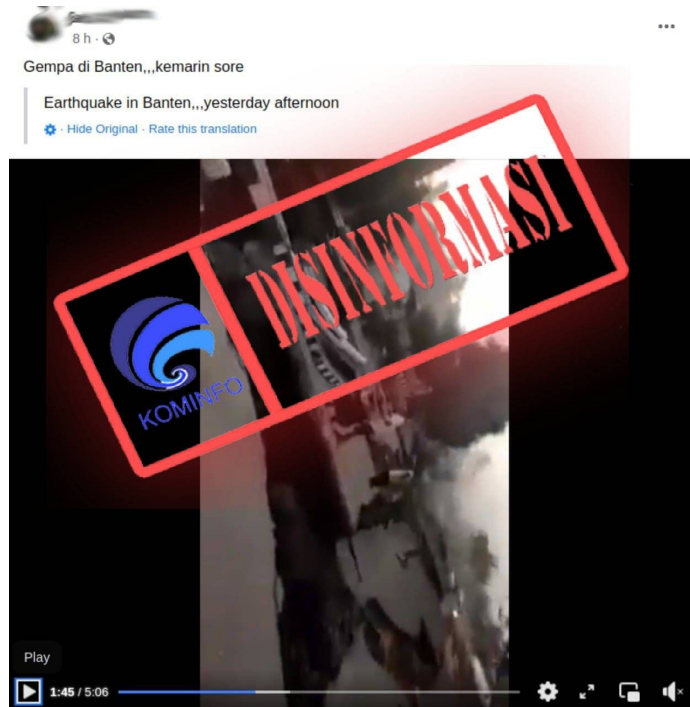 8 h ·
Gempa di Banten,,,kemarin sore
Earthquake in Banten,,,yesterday afternoon
· Hide Original · Rate this translation
DISINFORMASI
KOMINFO
Play
1:45 / 5:06